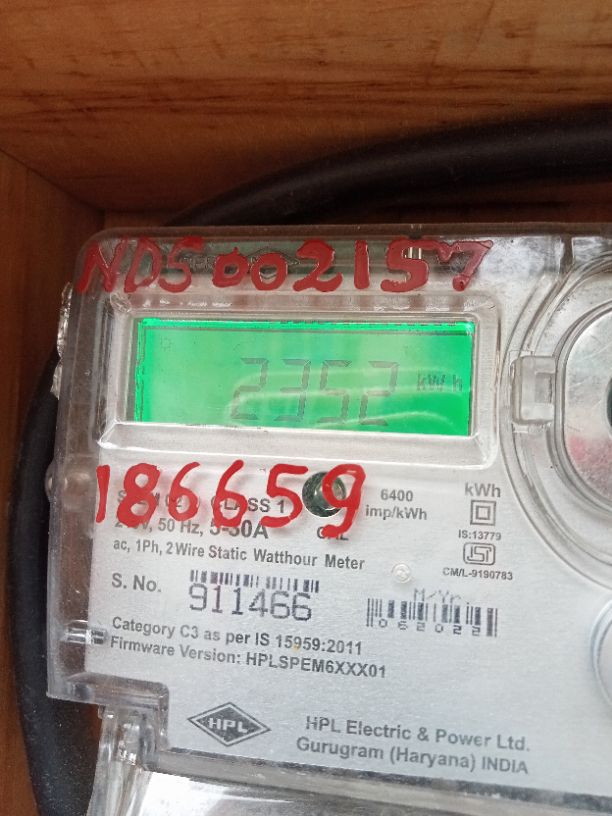 NDS002157
2352 kWh
186659
CLASS 1
50 Hz, 5-30A
6400
imp/kWh
kWh
IS:13779
CM/L-9190783
ac, 1Ph, 2Wire Static Watthour Meter
S. No.
911466
M/Yr
062022
Category C3 as per IS 15959:2011
Firmware Version: HPLSPEM6XXX01
HPL
HPL Electric & Power Ltd.
Gurugram (Haryana) INDIA